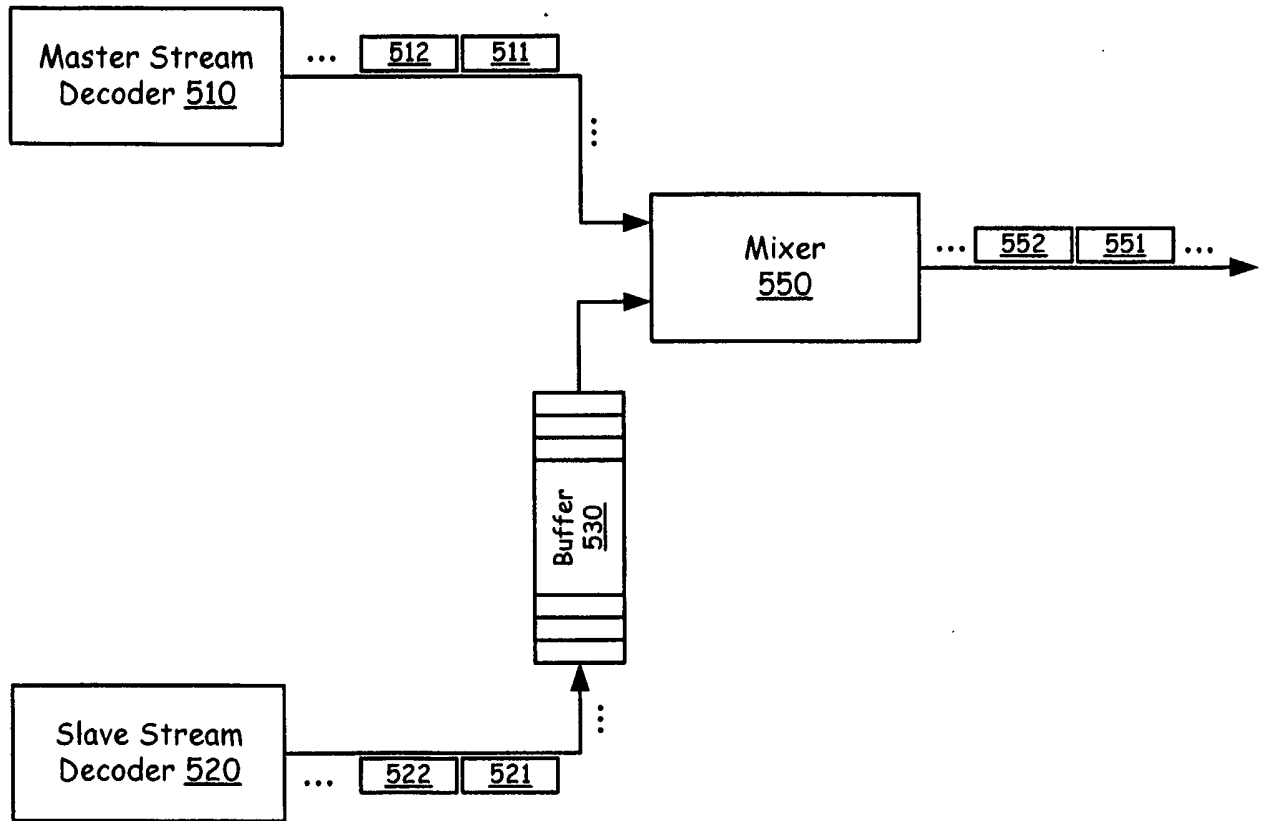 Master Stream
Decoder 510
... 512 511
...
Mixer
550
... 552 551 ...
Buffer
530
...
Slave Stream
Decoder 520
... 522 521